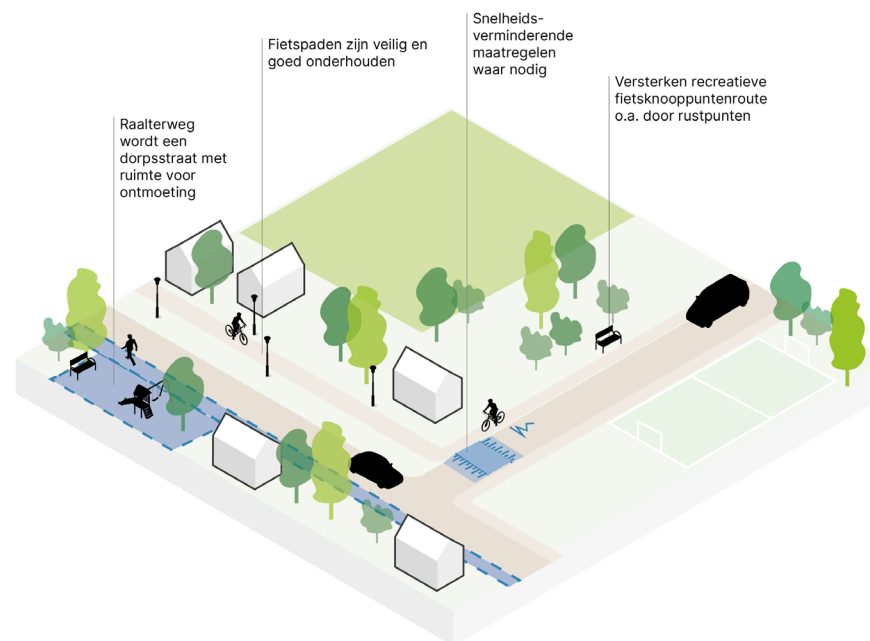 Raalterweg
wordt een
dorpsstraat met
ruimte voor
ontmoeting
Fietspaden zijn veilig en
goed onderhouden
Snelheids-
verminderende
maatregelen
waar nodig
Versterken recreatieve
fietsknooppuntenroute
o.a. door rustpunten